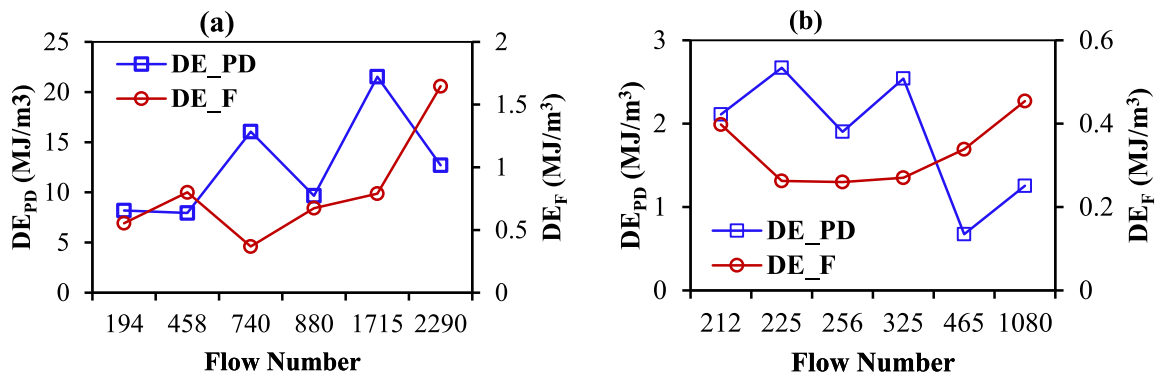 (a)
25
20
15
10
5
0
DE_PD
DE_F
2
1.5
1
0.5
0
DE_PD (MJ/m3)
DE_F (MJ/m³)
194 458 740 880 1715 2290
Flow Number
(b)
3
2
1
0
DE_PD
DE_F
0.6
0.4
0.2
0
DE_PD (MJ/m³)
DE_F (MJ/m³)
212 225 256 325 465 1080
Flow Number